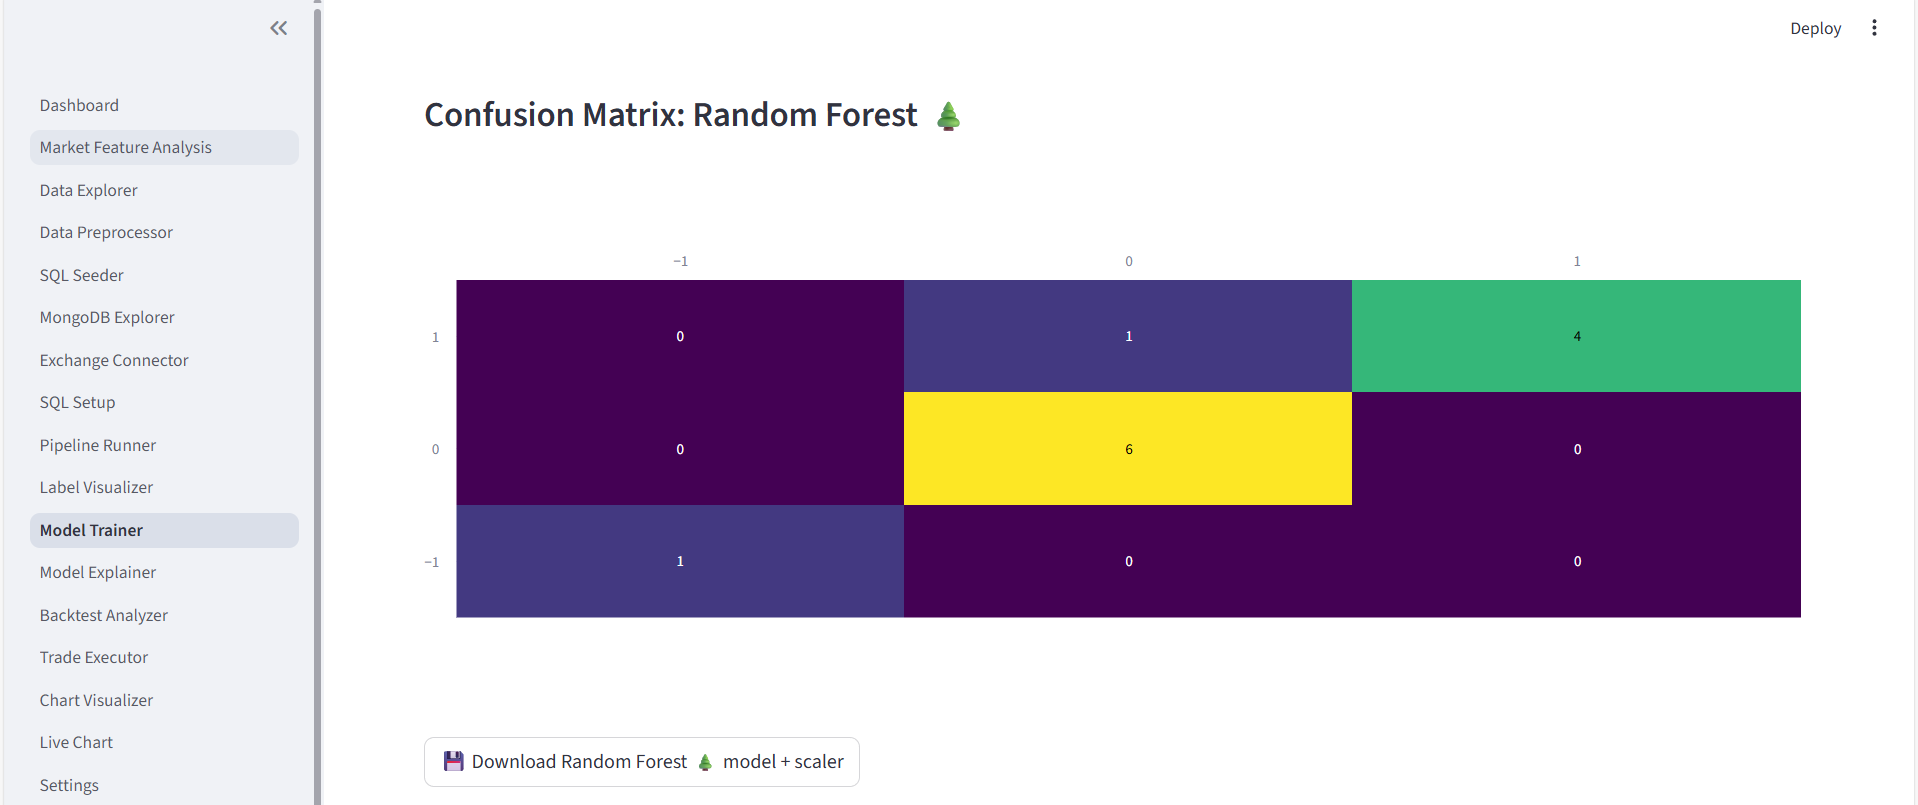 Deploy
Dashboard
Market Feature Analysis
Data Explorer
Data Preprocessor
SQL Seeder
MongoDB Explorer
Exchange Connector
SQL Setup
Pipeline Runner
Label Visualizer
Model Trainer
Model Explainer
Backtest Analyzer
Trade Executor
Chart Visualizer
Live Chart
Settings
Confusion Matrix: Random Forest 🌲
−1 0 1
1 0 1 4
0 0 6 0
−1 1 0 0
💾 Download Random Forest 🌲 model + scaler